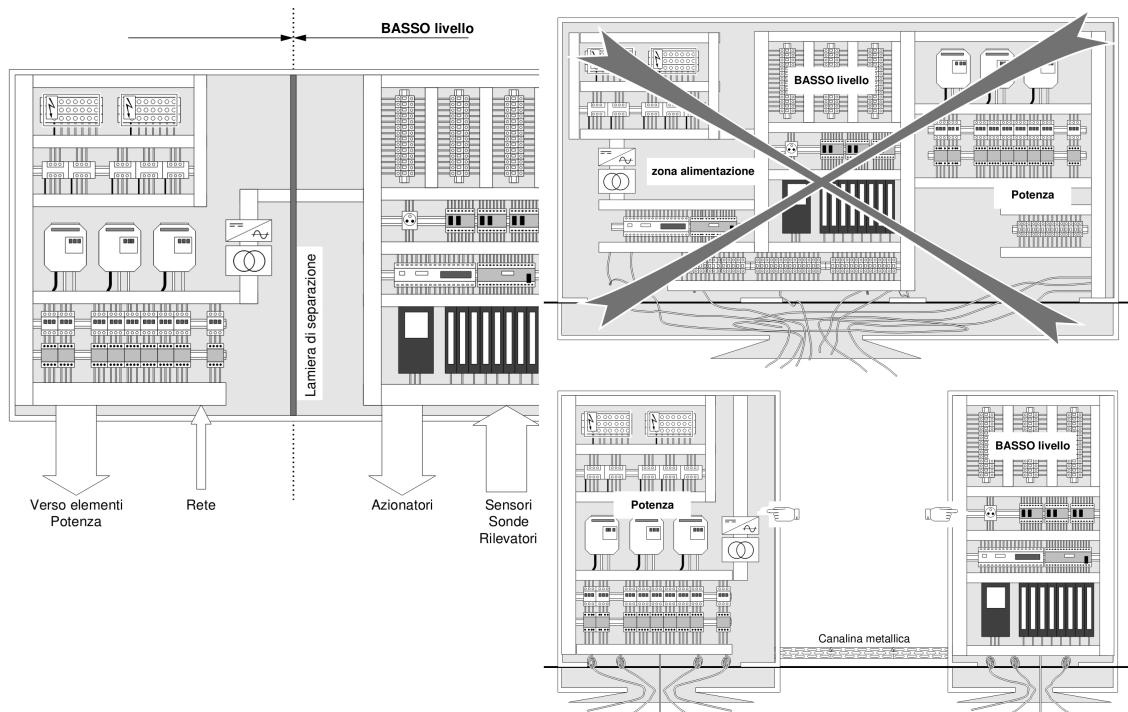 BASSO livello
Lamiera di separazione
Verso elementi
Potenza
Rete
Azionatori
Sensori
Sonde
Rilevatori
BASSO livello
zona alimentazione
Potenza
Potenza
BASSO livello
Canalina metallica